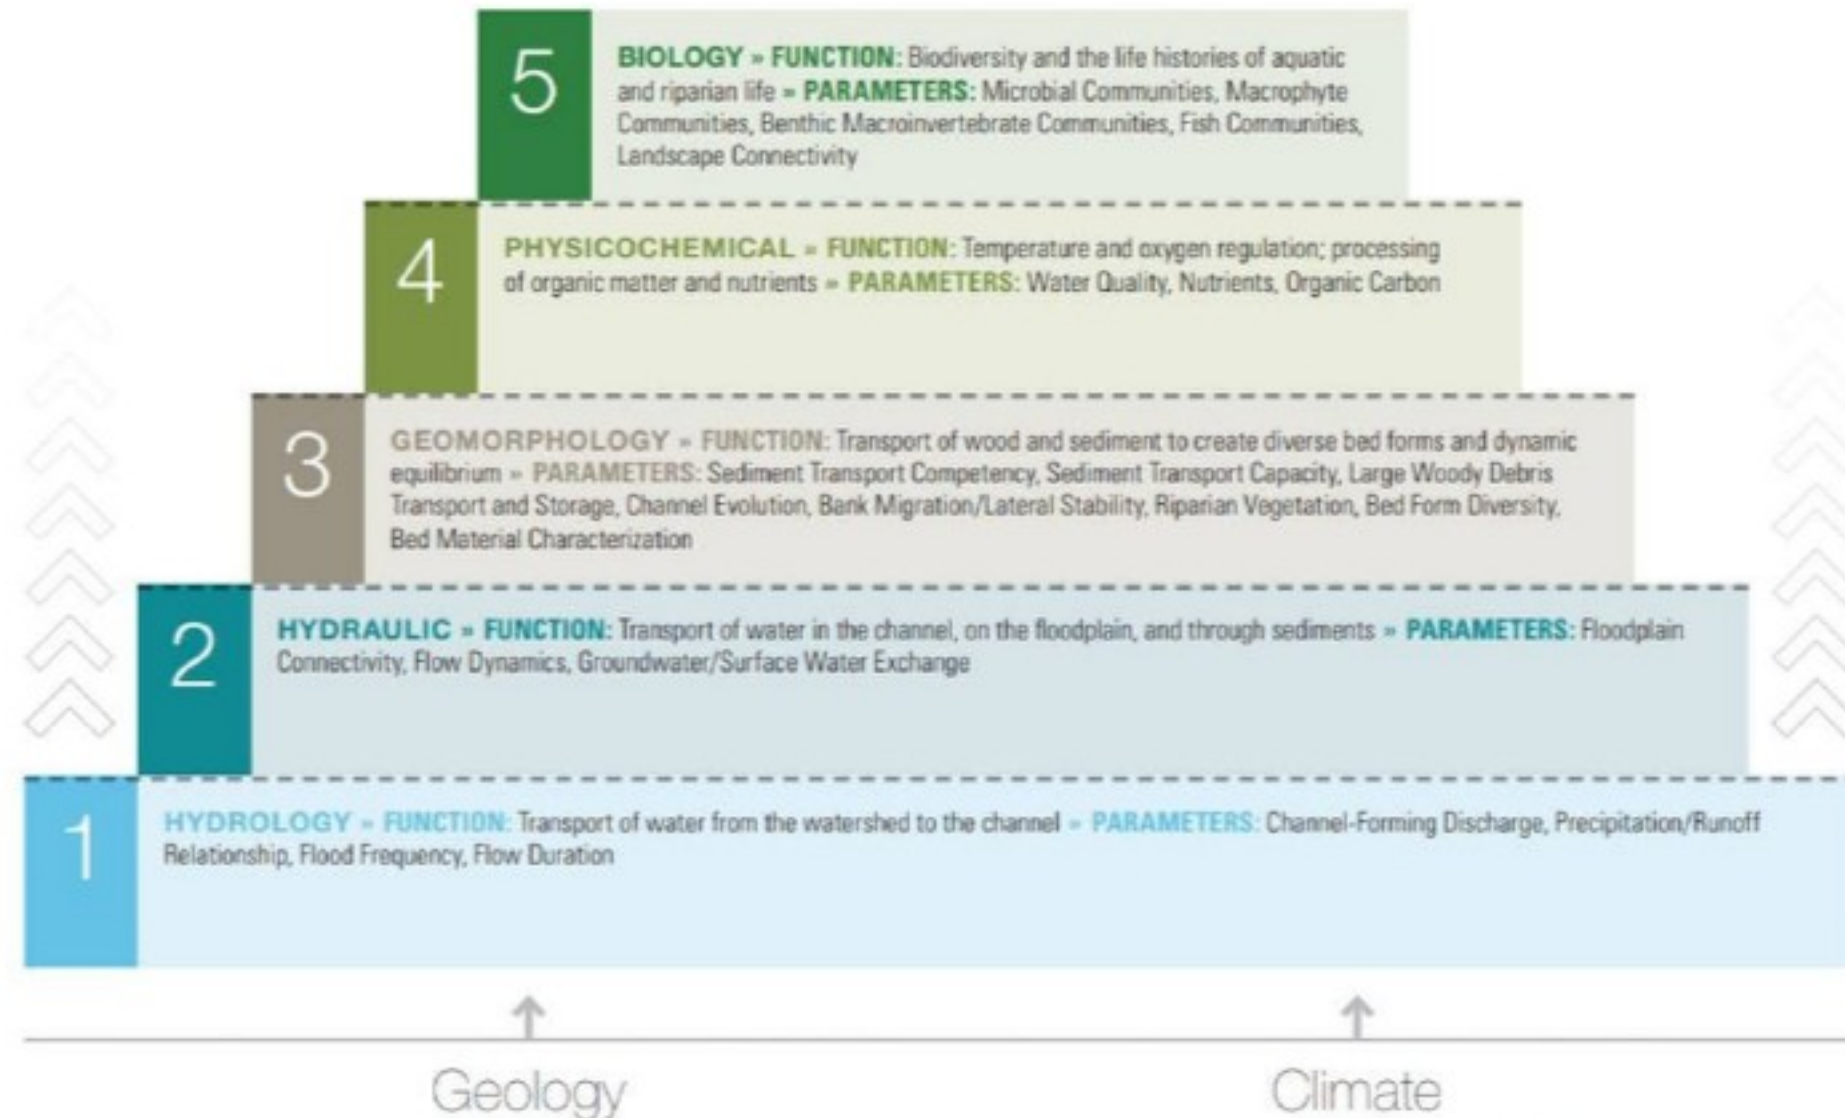 5
BIOLOGY » FUNCTION: Biodiversity and the life histories of aquatic
and riparian life » PARAMETERS: Microbial Communities, Macrophyte
Communities, Benthic Macroinvertebrate Communities, Fish Communities,
Landscape Connectivity
4
PHYSICOCHEMICAL » FUNCTION: Temperature and oxygen regulation; processing
of organic matter and nutrients » PARAMETERS: Water Quality, Nutrients, Organic Carbon
3
GEOMORPHOLOGY » FUNCTION: Transport of wood and sediment to create diverse bed forms and dynamic
equilibrium » PARAMETERS: Sediment Transport Competency, Sediment Transport Capacity, Large Woody Debris
Transport and Storage, Channel Evolution, Bank Migration/Lateral Stability, Riparian Vegetation, Bed Form Diversity,
Bed Material Characterization
2
HYDRAULIC » FUNCTION: Transport of water in the channel, on the floodplain, and through sediments » PARAMETERS: Floodplain
Connectivity, Flow Dynamics, Groundwater/Surface Water Exchange
1
HYDROLOGY » FUNCTION: Transport of water from the watershed to the channel » PARAMETERS: Channel-Forming Discharge, Precipitation/Runoff
Relationship, Flood Frequency, Flow Duration
Geology
Climate